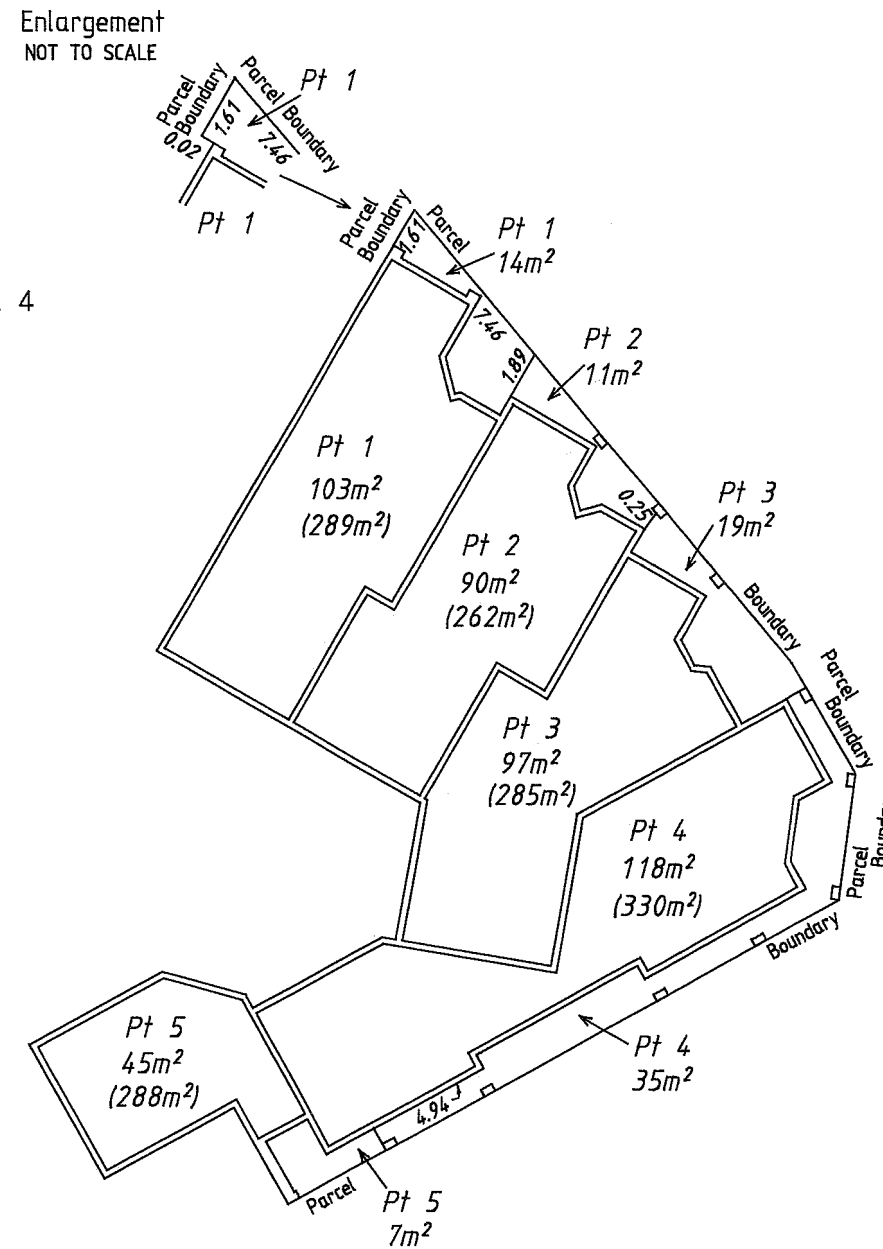 Enlargement
NOT TO SCALE
Parcel
Boundary
Parcel Boundary
Pt 1
1.61
7.46
0.02
Pt 1
Parcel
Boundary
Parcel
1.61
Pt 1
14m²
4
7.46
1.89
Pt 2
11m²
Pt 1
103m²
(289m²)
0.25
Pt 3
19m²
Pt 2
90m²
(262m²)
Boundary
Parcel
Boundary
Pt 3
97m²
(285m²)
Pt 4
118m²
(330m²)
Parcel
Boundary
Pt 5
45m²
(288m²)
Pt 4
35m²
4.94
Parcel
Pt 5
7m²